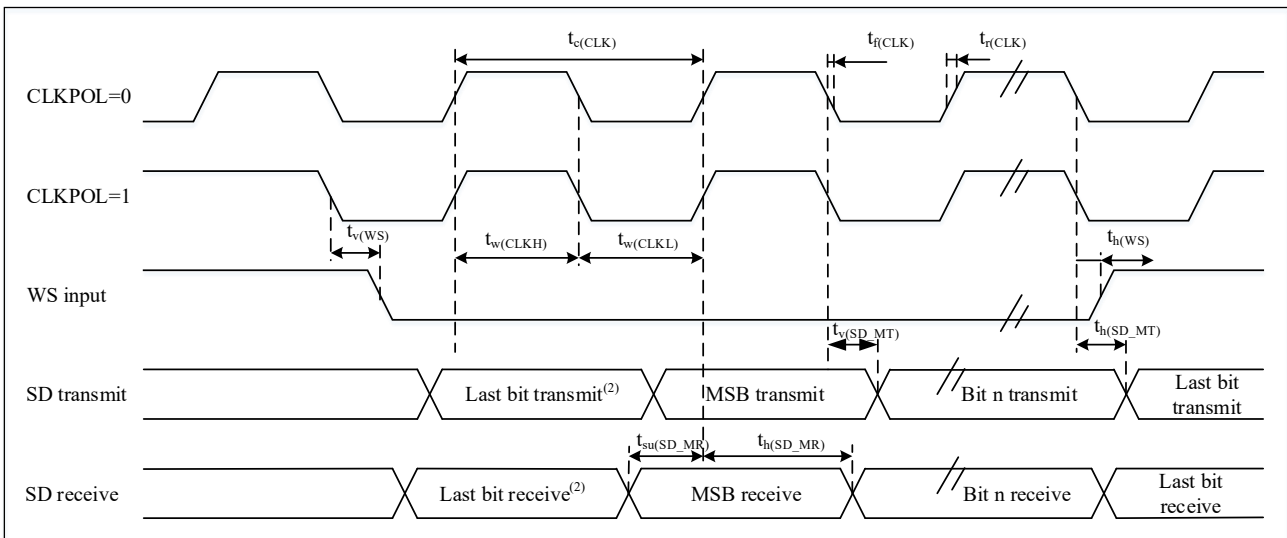 tc(CLK)
tf(CLK)
tr(CLK)
CLKPOL=0
CLKPOL=1
tv(WS)
tw(CLKH)
tw(CLKL)
th(WS)
WS input
tv(SD_MT)
th(SD_MT)
SD transmit
Last bit transmit(2)
MSB transmit
Bit n transmit
Last bit
transmit
tsu(SD_MR)
th(SD_MR)
SD receive
Last bit receive(2)
MSB receive
Bit n receive
Last bit
receive